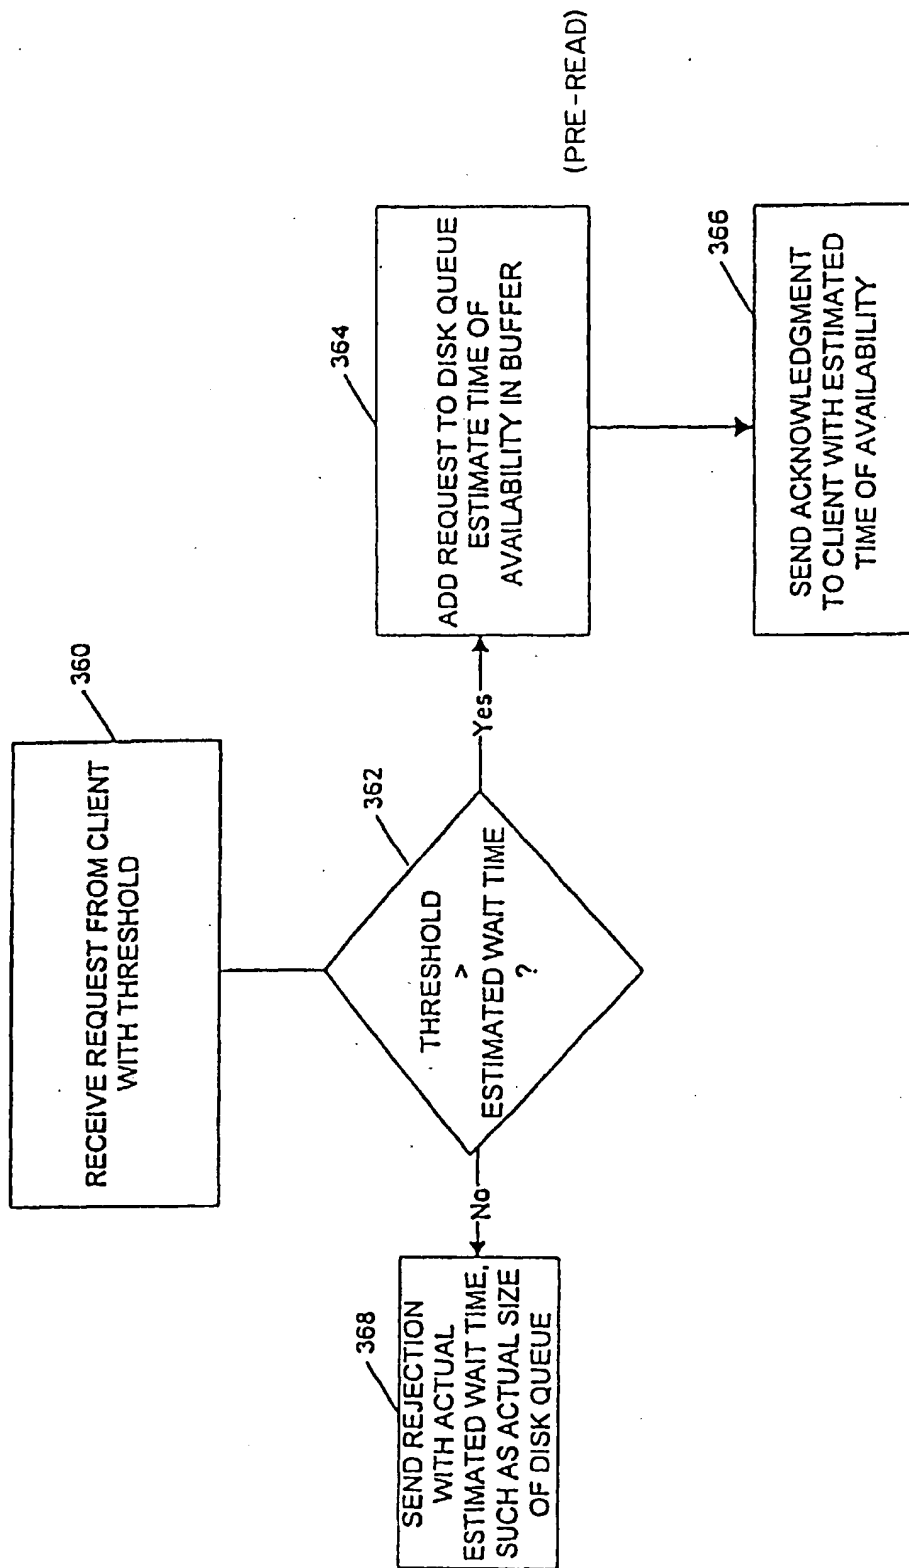 360
RECEIVE REQUEST FROM CLIENT
WITH THRESHOLD
362
THRESHOLD
>
ESTIMATED WAIT TIME
?
No
Yes
368
SEND REJECTION
WITH ACTUAL
ESTIMATED WAIT TIME,
SUCH AS ACTUAL SIZE
OF DISK QUEUE
364
ADD REQUEST TO DISK QUEUE
ESTIMATE TIME OF
AVAILABILITY IN BUFFER
(PRE-READ)
366
SEND ACKNOWLEDGMENT
TO CLIENT WITH ESTIMATED
TIME OF AVAILABILITY